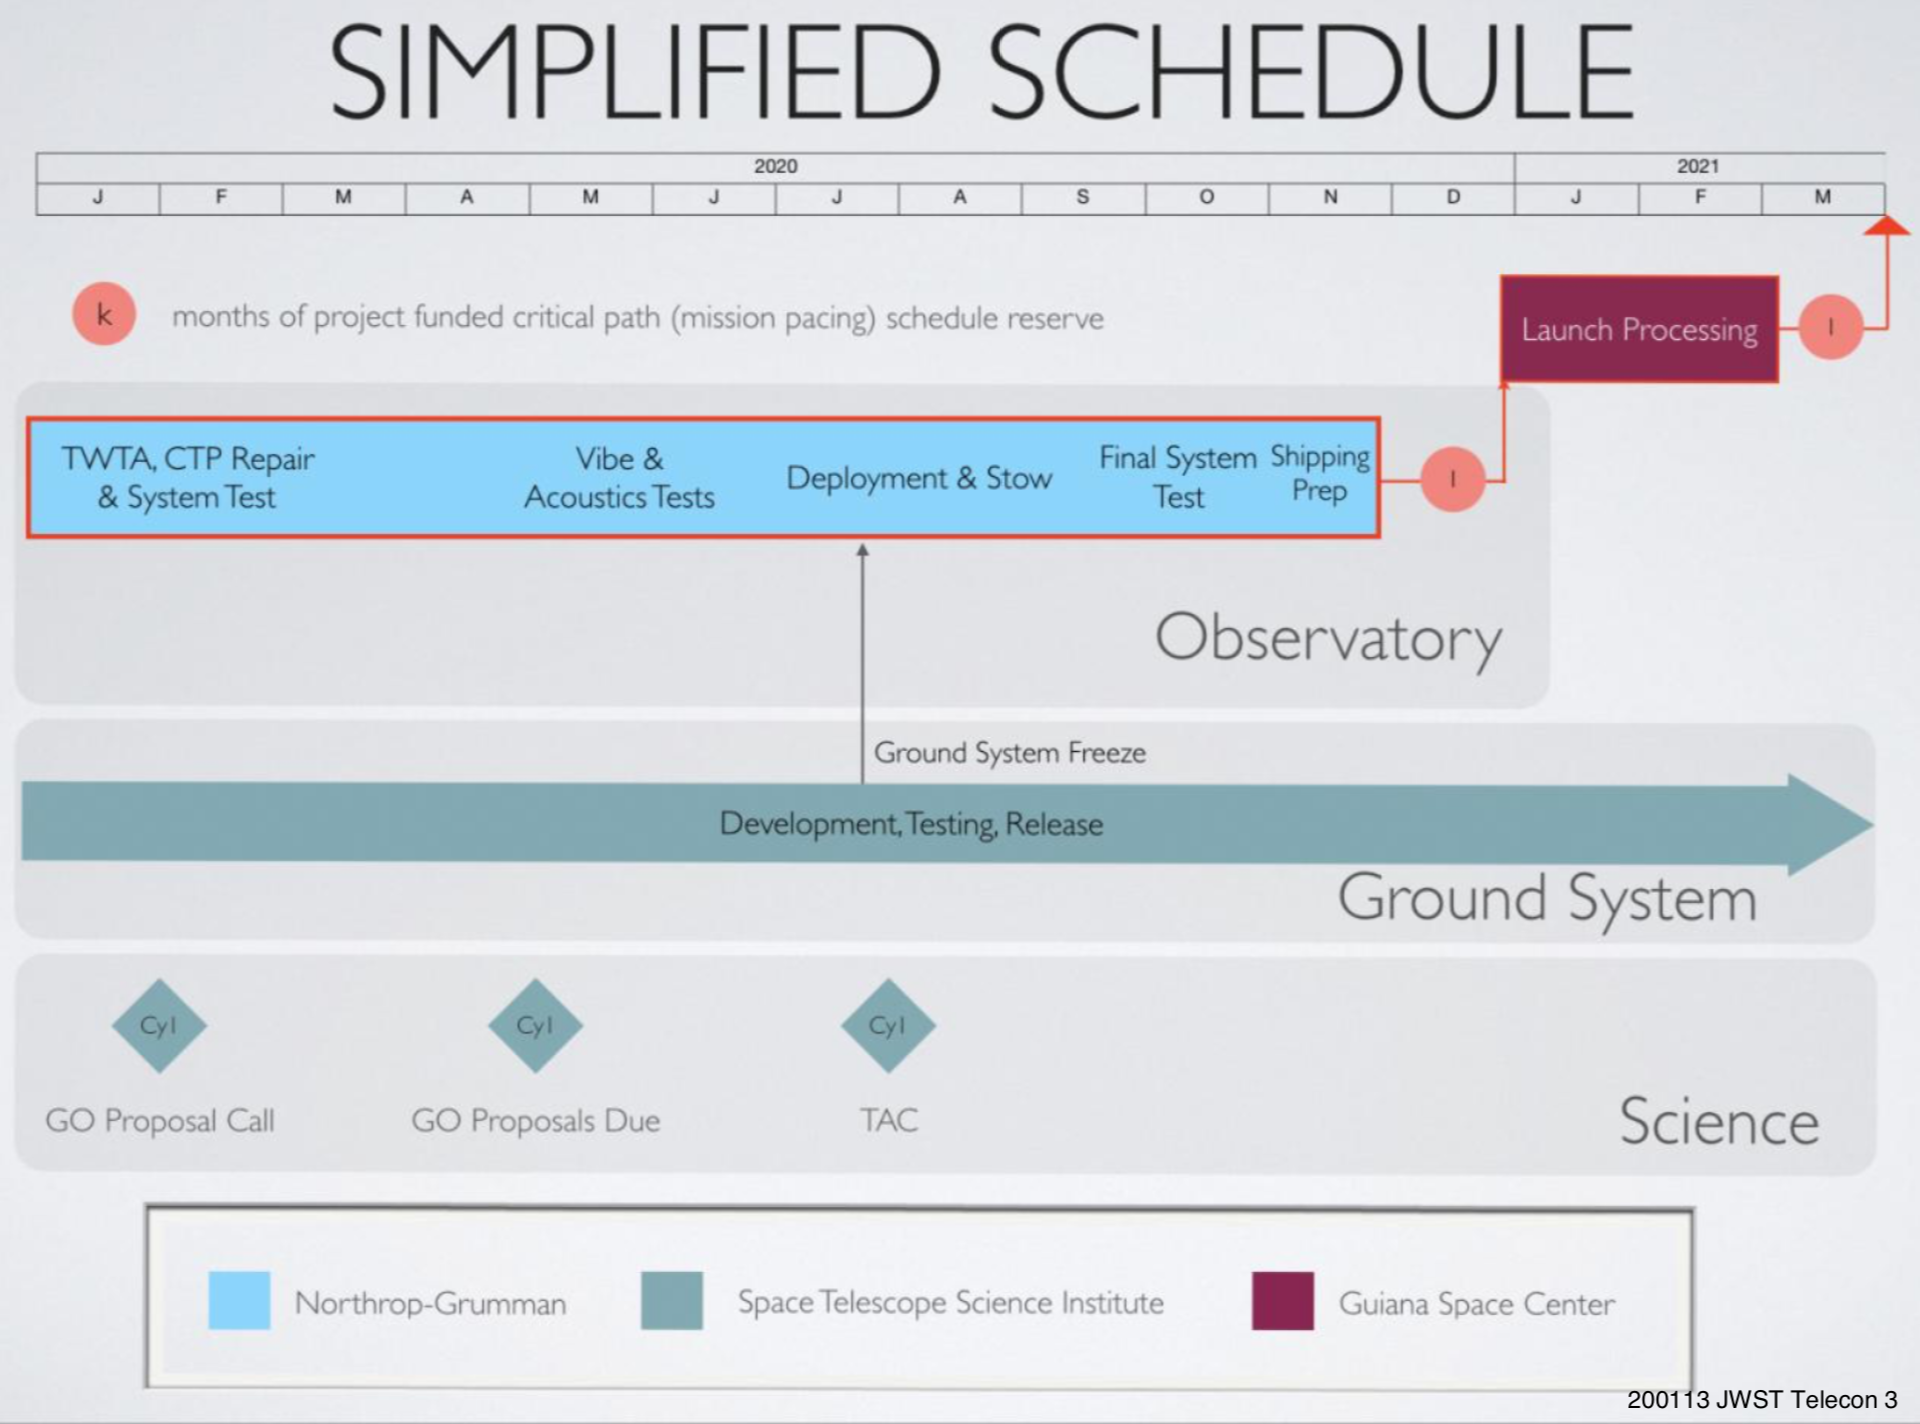 SIMPLIFIED SCHEDULE
2020 2021
J F M A M J J A S O N D J F M
k months of project funded critical path (mission pacing) schedule reserve
Launch Processing
1
TWTA, CTP Repair
& System Test
Vibe &
Acoustics Tests
Deployment & Stow
Final System
Test
Shipping
Prep
1
Observatory
Ground System Freeze
Development, Testing, Release
Ground System
Cy1 Cy1 Cy1
GO Proposal Call GO Proposals Due TAC
Science
Northrop-Grumman Space Telescope Science Institute Guiana Space Center
200113 JWST Telecon 3